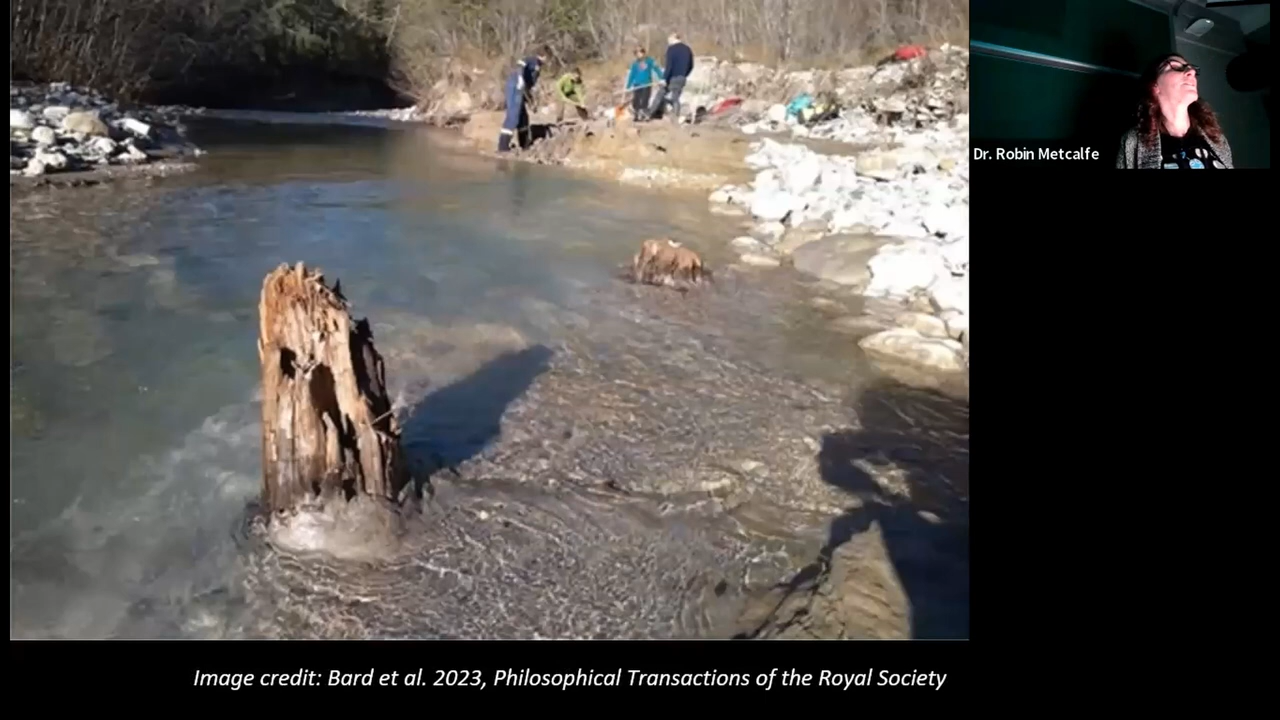 Dr. Robin Metcalfe
Image credit: Bard et al. 2023, Philosophical Transactions of the Royal Society